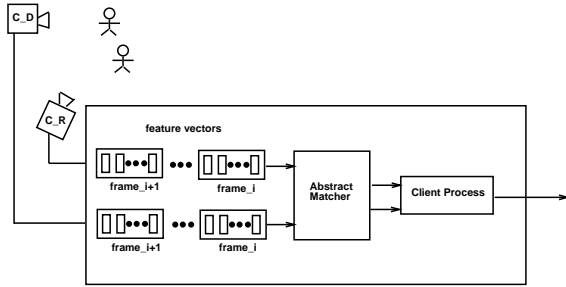 C_D
C_R
feature vectors
frame_i+1
frame_i
Abstract
Matcher
Client Process
frame_i+1
frame_i